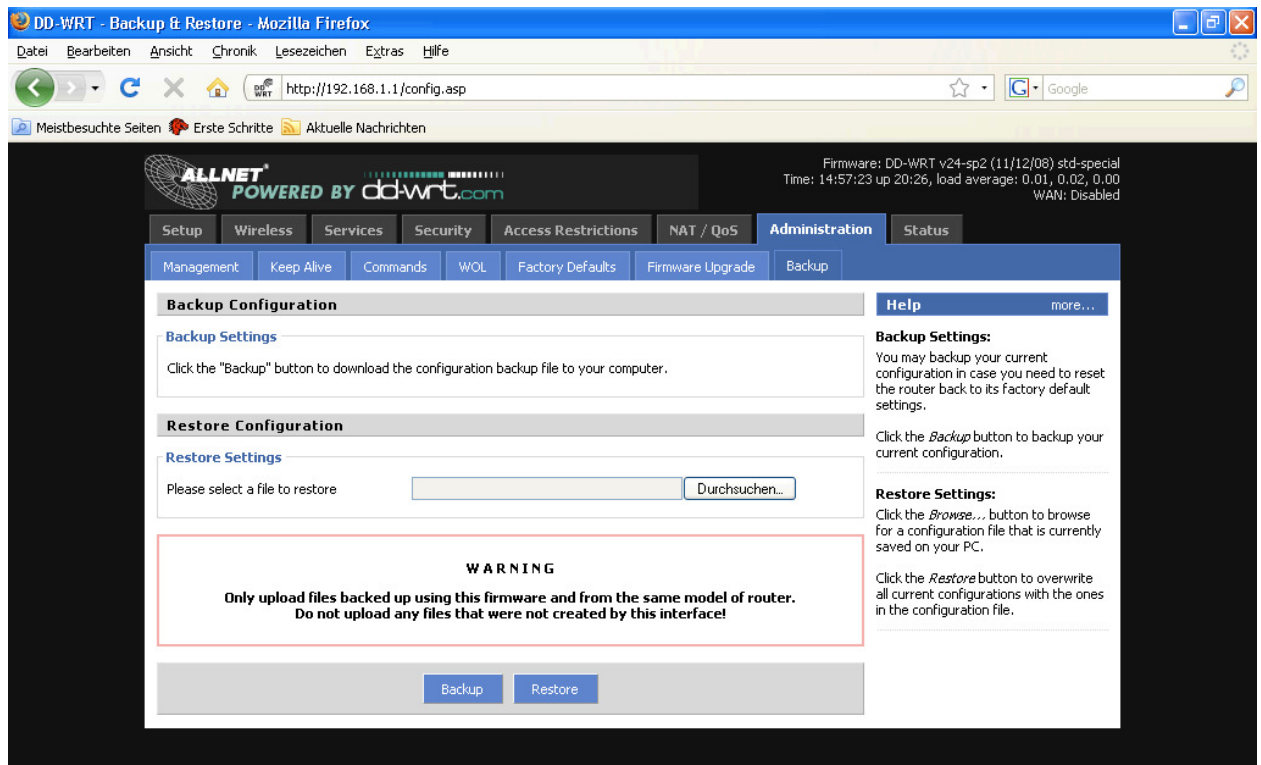 DD-WRT - Backup & Restore - Mozilla Firefox
Datei Bearbeiten Ansicht Chronik Lesezeichen Extras Hilfe
DD WRT http://192.168.1.1/config.asp G Google
Meistbesuchte Seiten Erste Schritte Aktuelle Nachrichten
ALLNET
POWERED BY dd-wrt.com
Firmware: DD-WRT v24-sp2 (11/12/08) std-special
Time: 14:57:23 up 20:26, load average: 0.01, 0.02, 0.00
WAN: Disabled
Setup Wireless Services Security Access Restrictions NAT / QoS Administration Status
Management Keep Alive Commands WOL Factory Defaults Firmware Upgrade Backup
Backup Configuration
Backup Settings
Click the "Backup" button to download the configuration backup file to your computer.
Restore Configuration
Restore Settings
Please select a file to restore Durchsuchen...
WARNING
Only upload files backed up using this firmware and from the same model of router.
Do not upload any files that were not created by this interface!
Backup Restore
Help more...
Backup Settings:
You may backup your current
configuration in case you need to reset
the router back to its factory default
settings.
Click the Backup button to backup your
current configuration.
Restore Settings:
Click the Browse... button to browse
for a configuration file that is currently
saved on your PC.
Click the Restore button to overwrite
all current configurations with the ones
in the configuration file.